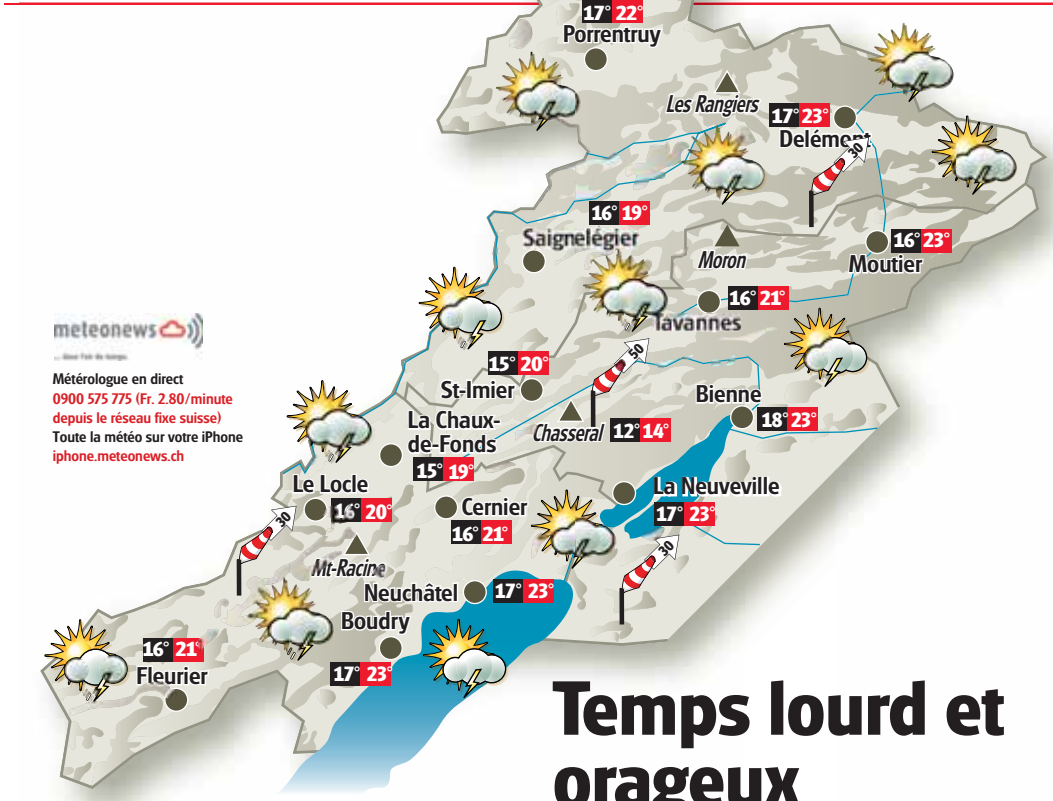 17° 22°
Porrentruy
Les Rangiers
17° 23°
Delémont
30
16° 19°
Saignelégier
Moron
16° 23°
Moutier
16° 21°
Tavannes
meteonews
Météorologue en direct
0900 575 775 (Fr. 2.80/minute
depuis le réseau fixe suisse)
Toute la météo sur votre iPhone
iphone.meteonews.ch
50
15° 20°
St-Imier
Chasseral 12° 14°
Bienne
18° 23°
La Chaux-
de-Fonds
15° 19°
Le Locle
16° 20°
30
Mt-Racine
Cernier
16° 21°
La Neuveville
17° 23°
30
Neuchâtel 17° 23°
Boudry
17° 23°
16° 21°
Fleurier
Temps lourd et
orageux